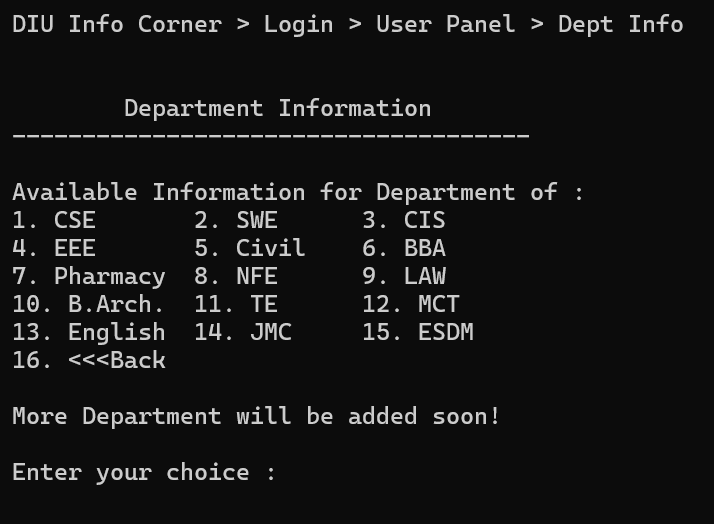 DIU Info Corner > Login > User Panel > Dept Info
Department Information
-------------------------------------
Available Information for Department of :
1. CSE       2. SWE      3. CIS
4. EEE       5. Civil    6. BBA
7. Pharmacy  8. NFE      9. LAW
10. B.Arch.  11. TE      12. MCT
13. English  14. JMC     15. ESDM
16. <<<Back
More Department will be added soon!
Enter your choice :